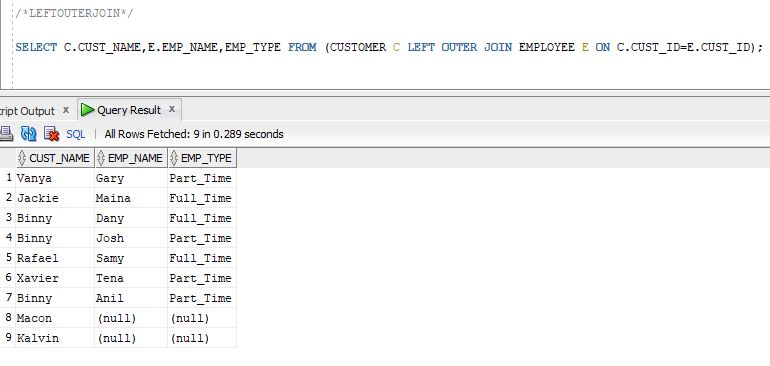 /*LEFTOUTERJOIN*/
SELECT C.CUST_NAME,E.EMP_NAME,EMP_TYPE FROM (CUSTOMER C LEFT OUTER JOIN EMPLOYEE E ON C.CUST_ID=E.CUST_ID);
ript Output x Query Result x
SQL | All Rows Fetched: 9 in 0.289 seconds
CUST_NAME EMP_NAME EMP_TYPE
1 Vanya Gary Part_Time
2 Jackie Maina Full_Time
3 Binny Dany Full_Time
4 Binny Josh Part_Time
5 Rafael Samy Full_Time
6 Xavier Tena Part_Time
7 Binny Anil Part_Time
8 Macon (null) (null)
9 Kalvin (null) (null)